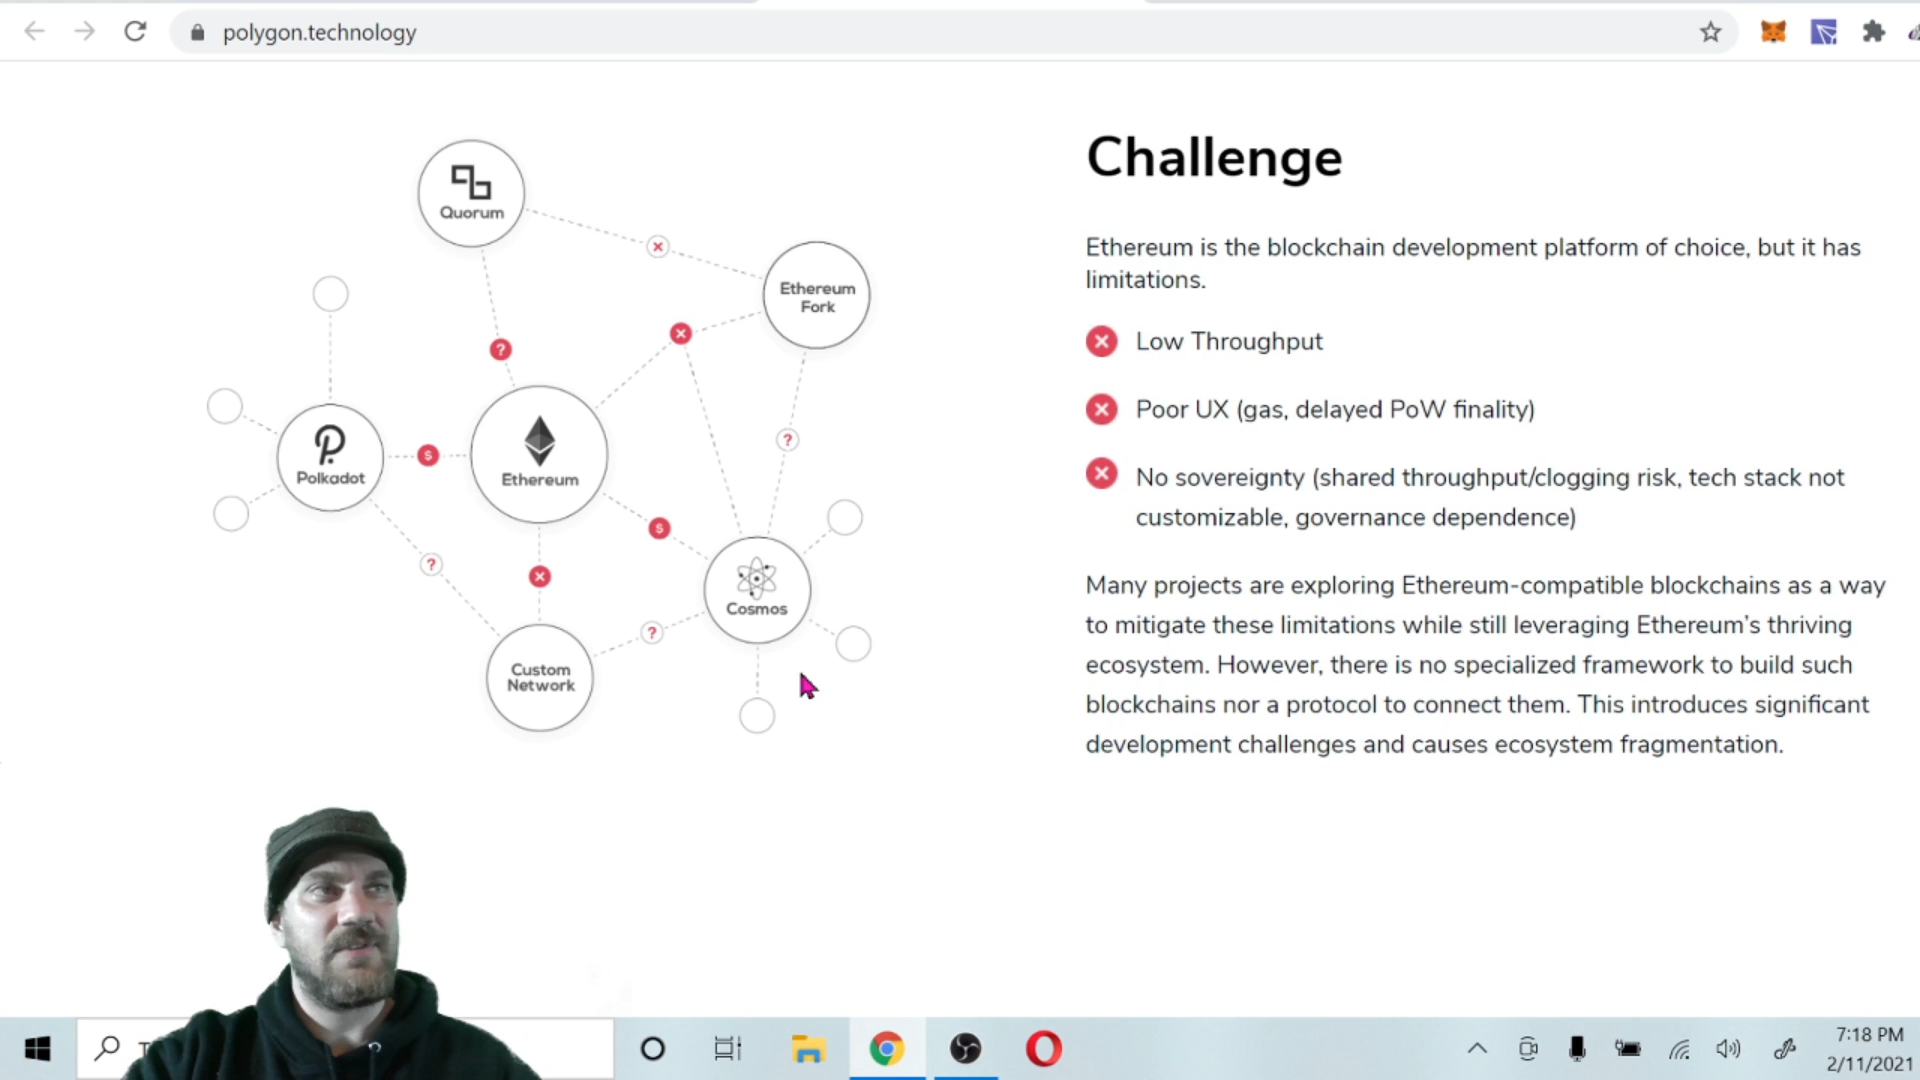 polygon.technology
Quorum
Ethereum
Fork
Polkadot
Ethereum
Cosmos
Custom
Network
×
×
?
?
$
$
×
?
?
Challenge
Ethereum is the blockchain development platform of choice, but it has
limitations.
Low Throughput
Poor UX (gas, delayed PoW finality)
No sovereignty (shared throughput/clogging risk, tech stack not
customizable, governance dependence)
Many projects are exploring Ethereum-compatible blockchains as a way
to mitigate these limitations while still leveraging Ethereum’s thriving
ecosystem. However, there is no specialized framework to build such
blockchains nor a protocol to connect them. This introduces significant
development challenges and causes ecosystem fragmentation.
T
7:18 PM
2/11/2021